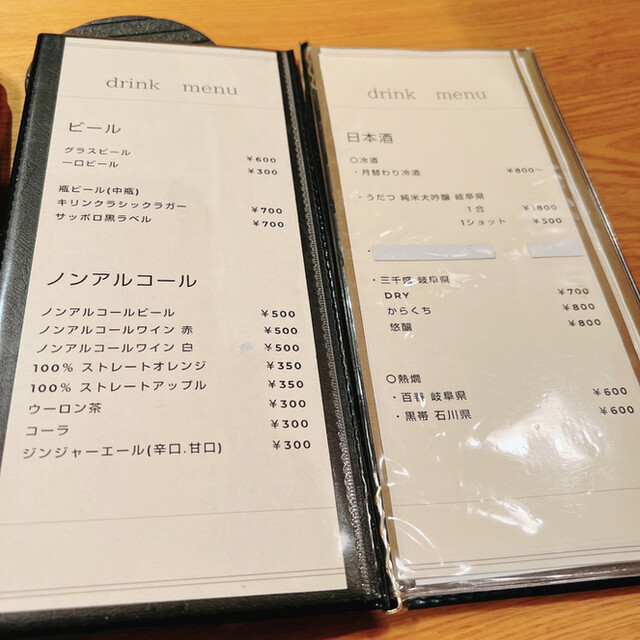 drink menu
ビール
グラスビール ¥600
一口ビール ¥300
瓶ビール(中瓶)
キリンクラシックラガー ¥700
サッポロ黒ラベル ¥700
ノンアルコール
ノンアルコールビール ¥500
ノンアルコールワイン 赤 ¥500
ノンアルコールワイン 白 ¥500
100% ストレートオレンジ ¥350
100% ストレートアップル ¥350
ウーロン茶 ¥300
コーラ ¥300
ジンジャーエール(辛口.甘口) ¥300
drink menu
日本酒
○冷酒
・月替わり冷酒 ¥800〜
・うだつ 純米大吟醸 岐阜県
1合 ¥1800
1ショット ¥500
・三千盛 岐阜県
DRY ¥700
からくち ¥800
悠醸 ¥800
○熱燗
・百春 岐阜県 ¥600
・黒帯 石川県 ¥600